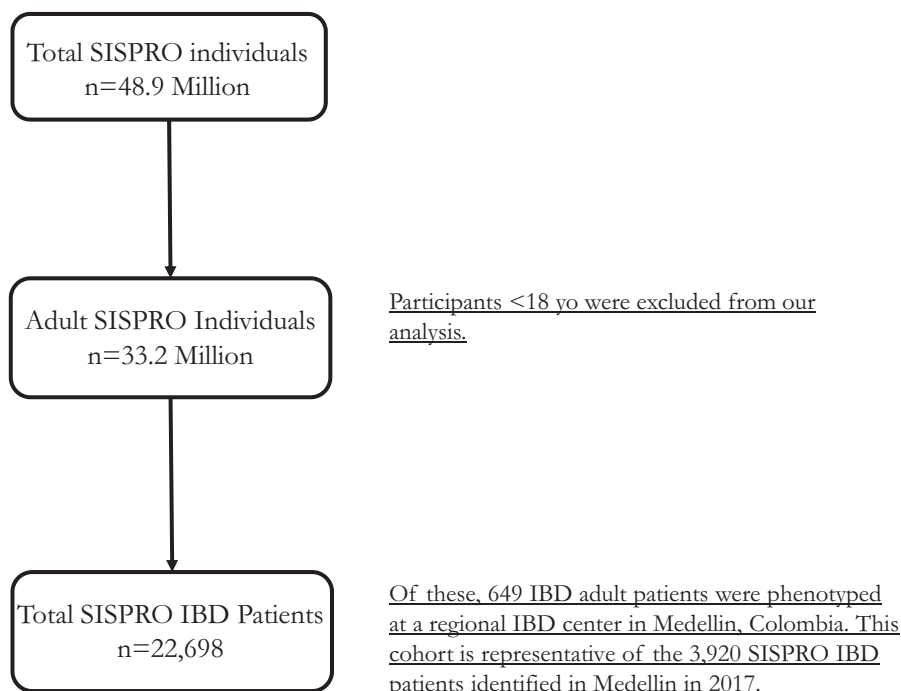 Total SISPRO individuals
n=48.9 Million
Adult SISPRO Individuals
n=33.2 Million
Participants <18 yo were excluded from our
analysis.
Total SISPRO IBD Patients
n=22,698
Of these, 649 IBD adult patients were phenotyped
at a regional IBD center in Medellin, Colombia. This
cohort is representative of the 3,920 SISPRO IBD
patients identified in Medellin in 2017.